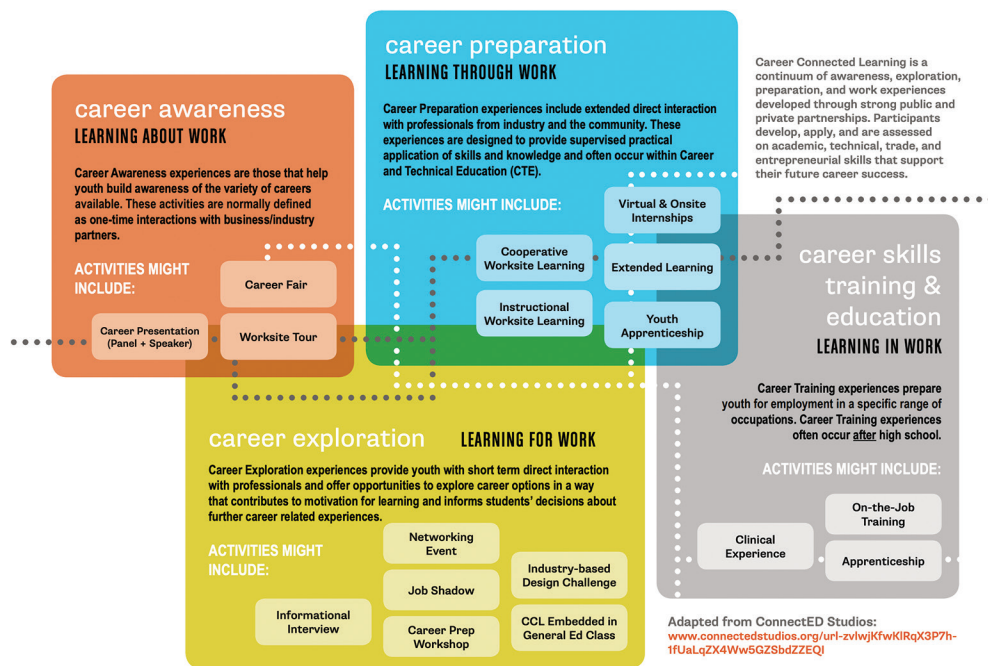 career awareness
LEARNING ABOUT WORK
Career Awareness experiences are those that help
youth build awareness of the variety of careers
available. These activities are normally defined
as one-time interactions with business/industry
partners.
ACTIVITIES MIGHT
INCLUDE:
Career Fair
Career Presentation
(Panel + Speaker)
Worksite Tour
career preparation
LEARNING THROUGH WORK
Career Preparation experiences include extended direct interaction
with professionals from industry and the community. These
experiences are designed to provide supervised practical
application of skills and knowledge and often occur within Career
and Technical Education (CTE).
ACTIVITIES MIGHT INCLUDE:
Virtual & Onsite
Internships
Cooperative
Worksite Learning
Extended Learning
Instructional
Worksite Learning
Youth
Apprenticeship
Career Connected Learning is a
continuum of awareness, exploration,
preparation, and work experiences
developed through strong public and
private partnerships. Participants
develop, apply, and are assessed
on academic, technical, trade, and
entrepreneurial skills that support
their future career success.
career exploration
LEARNING FOR WORK
Career Exploration experiences provide youth with short term direct interaction
with professionals and offer opportunities to explore career options in a way
that contributes to motivation for learning and informs students' decisions about
further career related experiences.
ACTIVITIES MIGHT
INCLUDE:
Networking
Event
Industry-based
Design Challenge
Job Shadow
Informational
Interview
Career Prep
Workshop
CCL Embedded in
General Ed Class
career skills
training &
education
LEARNING IN WORK
Career Training experiences prepare
youth for employment in a specific range of
occupations. Career Training experiences
often occur after high school.
ACTIVITIES MIGHT INCLUDE:
On-the-Job
Training
Clinical
Experience
Apprenticeship
Adapted from ConnectED Studios:
www.connectedstudios.org/url-zvlwjKfwKlRqX3P7h-
1fUaLqZX4Ww5GZSbdZZEQI